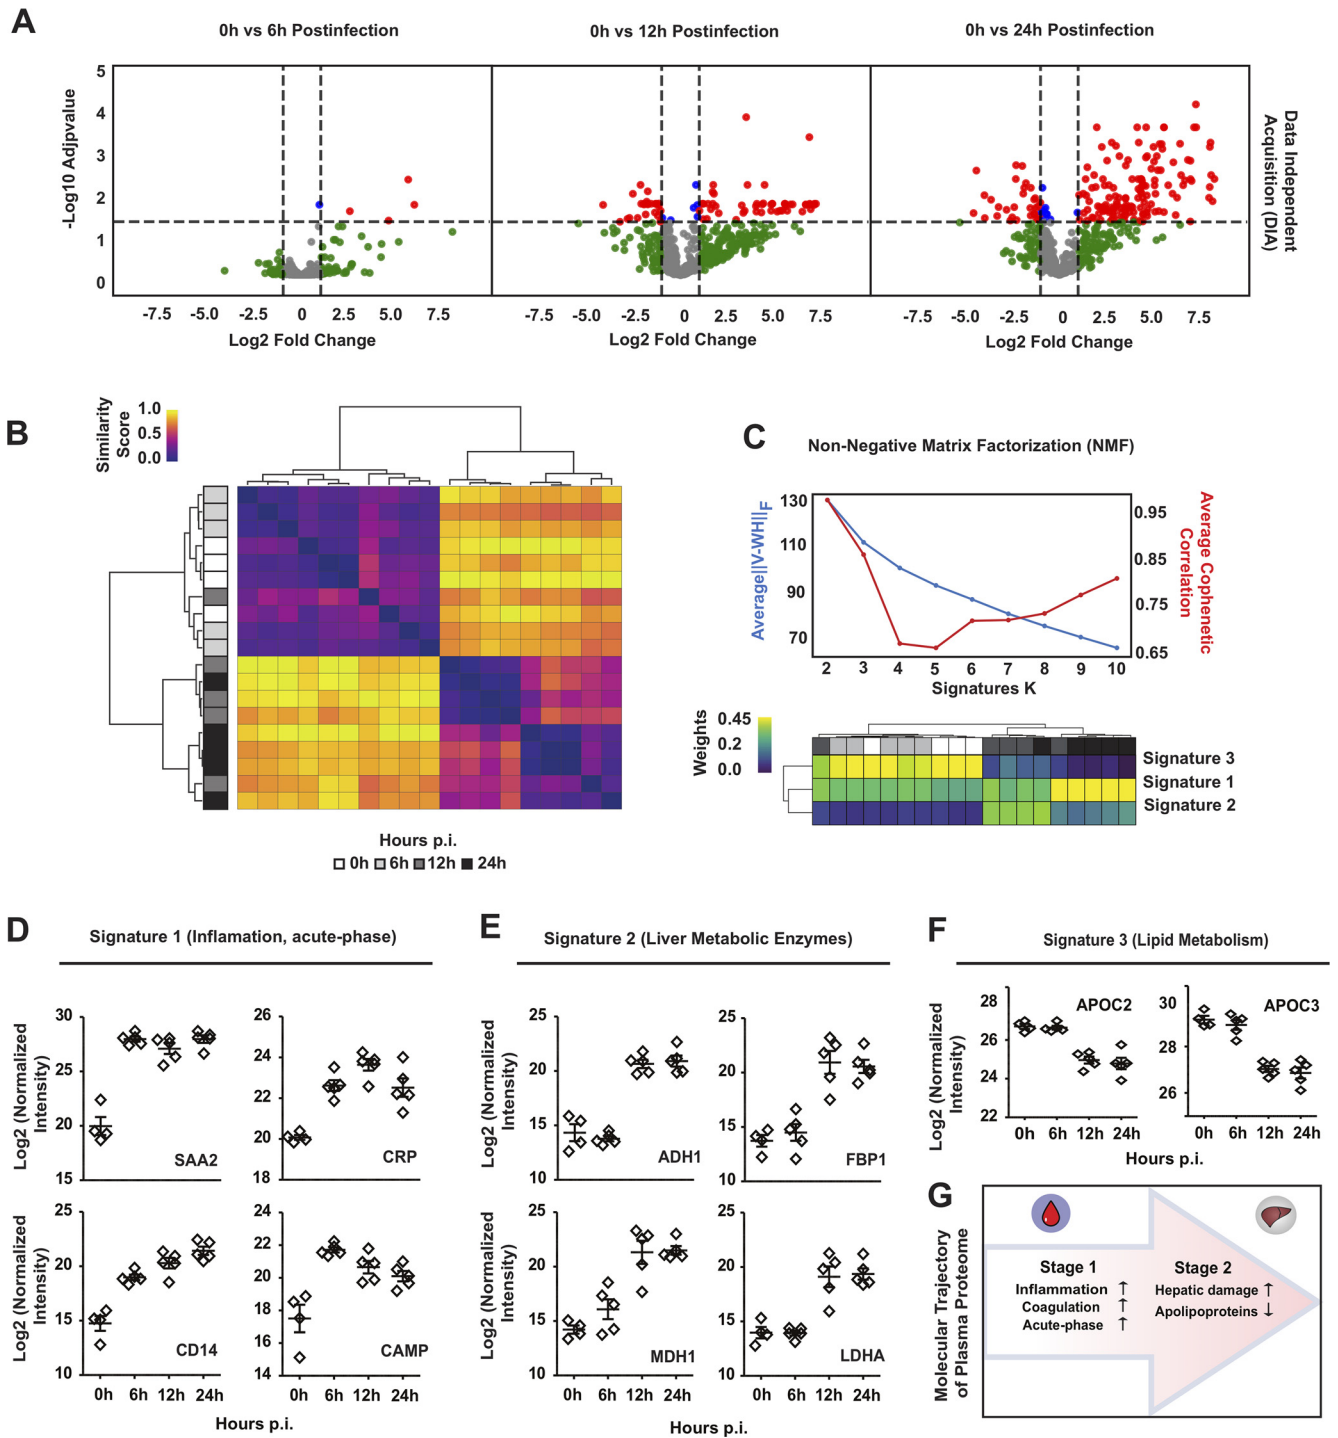 A
0h vs 6h Postinfection
0h vs 12h Postinfection
0h vs 24h Postinfection
-Log10 Adjpvalue
5
4
3
2
1
0
Data Independent
Acquisition (DIA)
-7.5 -5.0 0 2.5 5.0 7.5
-7.5 -5.0 0 2.5 5.0 7.5
-7.5 -5.0 0 2.5 5.0 7.5
Log2 Fold Change
Log2 Fold Change
Log2 Fold Change
B
Similarity
Score
1.0
0.5
0.0
Hours p.i.
0h 6h 12h 24h
C
Non-Negative Matrix Factorization (NMF)
Average||V-WH||F
130
110
90
70
0.95
0.85
0.75
0.65
Average Cophenetic
Correlation
2 3 4 5 6 7 8 9 10
Signatures K
Weights
0.45
0.2
0.0
Signature 3
Signature 1
Signature 2
D
Signature 1 (Inflamation, acute-phase)
Log2 (Normalized
Intensity)
30
25
20
15
SAA2
26
24
22
20
18
CRP
Log2 (Normalized
Intensity)
25
20
15
10
CD14
22
20
18
16
14
CAMP
0h 6h 12h 24h
0h 6h 12h 24h
Hours p.i.
E
Signature 2 (Liver Metabolic Enzymes)
Log2 (Normalized
Intensity)
25
20
15
10
ADH1
25
20
15
10
FBP1
Log2 (Normalized
Intensity)
25
20
15
10
MDH1
25
20
15
10
LDHA
0h 6h 12h 24h
0h 6h 12h 24h
Hours p.i.
F
Signature 3 (Lipid Metabolism)
Log2 (Normalized
Intensity)
28
26
24
22
APOC2
30
28
26
APOC3
0h 6h 12h 24h
0h 6h 12h 24h
Hours p.i.
G
Molecular Trajectory
of Plasma Proteome
Stage 1
Inflammation ↑
Coagulation ↑
Acute-phase ↑
Stage 2
Hepatic damage ↑
Apolipoproteins ↓